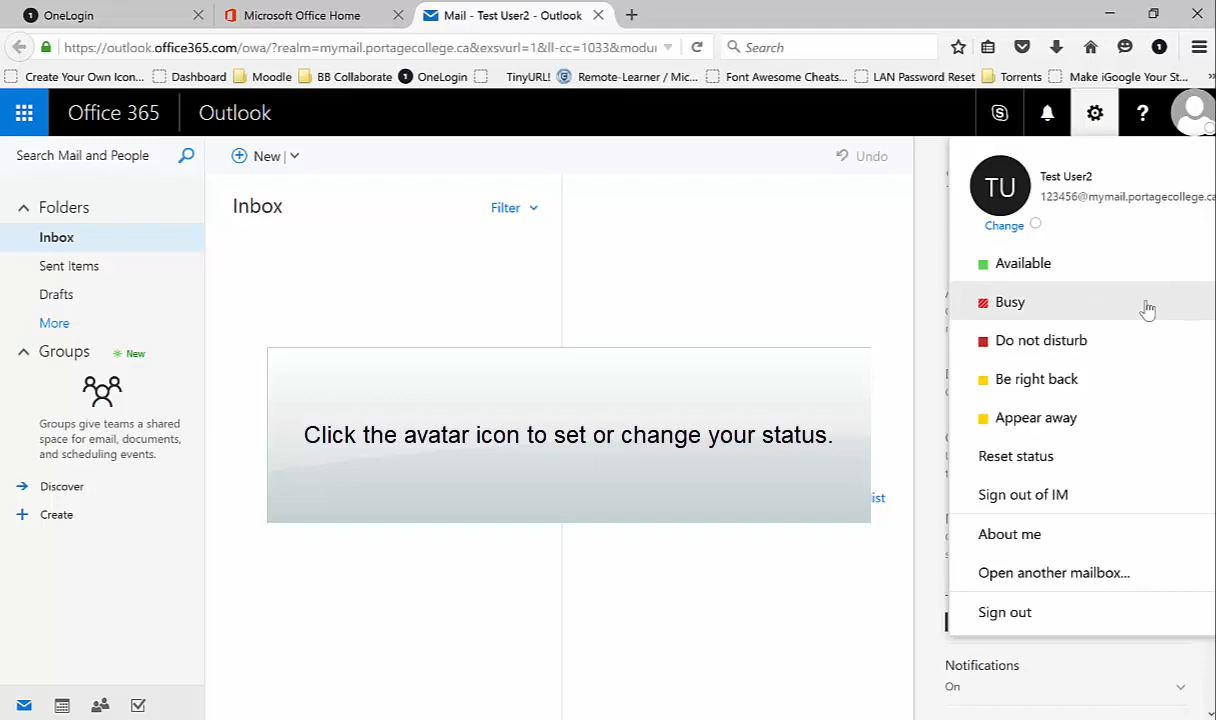 OneLogin
Microsoft Office Home
Mail - Test User2 - Outlook
https://outlook.office365.com/owa/?realm=mymail.portagecollege.ca&exsvurl=1&ll-cc=1033&modu
Search
Create Your Own Icon...
Dashboard
Moodle
BB Collaborate
OneLogin
TinyURL!
Remote-Learner / Mic...
Font Awesome Cheats...
LAN Password Reset
Torrents
Make iGoogle Your St...
Office 365
Outlook
Search Mail and People
New
Undo
Folders
Inbox
Sent Items
Drafts
More
Groups
New
Groups give teams a shared
space for email, documents,
and scheduling events.
Discover
Create
Inbox
Filter
Click the avatar icon to set or change your status.
ist
TU
Test User2
123456@mymail.portagecollege.ca
Change
Available
Busy
Do not disturb
Be right back
Appear away
Reset status
Sign out of IM
About me
Open another mailbox...
Sign out
Notifications
On